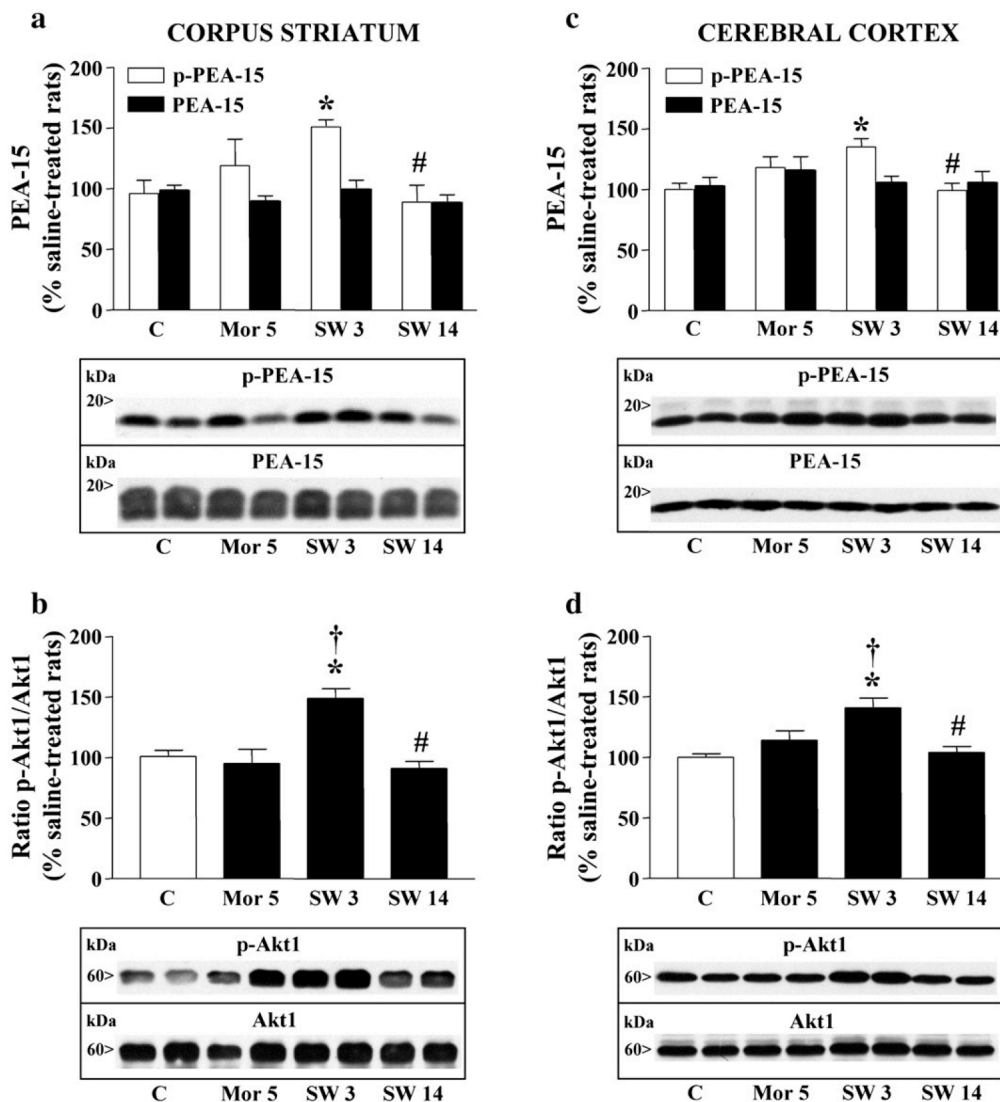 a
CORPUS STRIATUM
PEA-15
(% saline-treated rats)
200
150
100
50
0
p-PEA-15
PEA-15
*
#
C Mor 5 SW 3 SW 14
kDa p-PEA-15
20>
kDa PEA-15
20>
C Mor 5 SW 3 SW 14
c
CEREBRAL CORTEX
PEA-15
(% saline-treated rats)
200
150
100
50
0
p-PEA-15
PEA-15
*
#
C Mor 5 SW 3 SW 14
kDa p-PEA-15
20>
kDa PEA-15
20>
C Mor 5 SW 3 SW 14
b
Ratio p-Akt1/Akt1
(% saline-treated rats)
200
150
100
50
0
†
*
#
C Mor 5 SW 3 SW 14
kDa p-Akt1
60>
kDa Akt1
60>
C Mor 5 SW 3 SW 14
d
Ratio p-Akt1/Akt1
(% saline-treated rats)
200
150
100
50
0
†
*
#
C Mor 5 SW 3 SW 14
kDa p-Akt1
60>
kDa Akt1
60>
C Mor 5 SW 3 SW 14